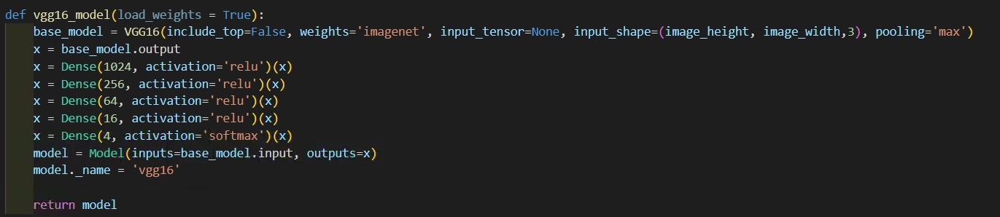 def vgg16_model(load_weights = True):
    base_model = VGG16(include_top=False, weights='imagenet', input_tensor=None, input_shape=(image_height, image_width,3), pooling='max')
    x = base_model.output
    x = Dense(1024, activation='relu')(x)
    x = Dense(256, activation='relu')(x)
    x = Dense(64, activation='relu')(x)
    x = Dense(16, activation='relu')(x)
    x = Dense(4, activation='softmax')(x)
    model = Model(inputs=base_model.input, outputs=x)
    model._name = 'vgg16'
    return model